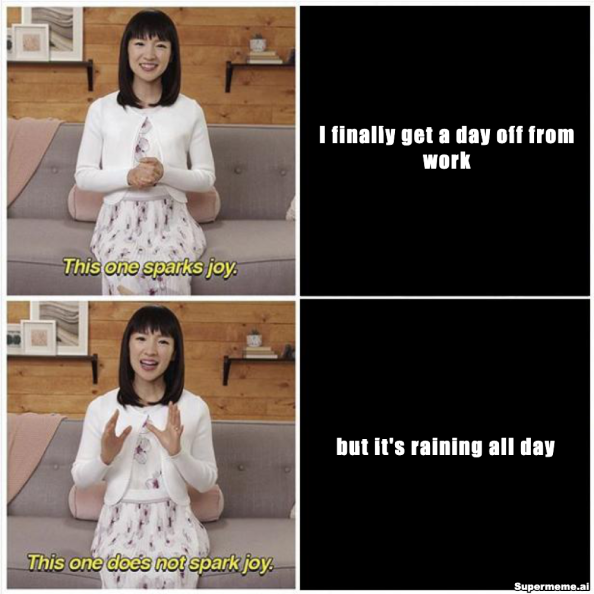 I finally get a day off from
work
This one sparks joy.
but it's raining all day
This one does not spark joy.
Supermeme.ai